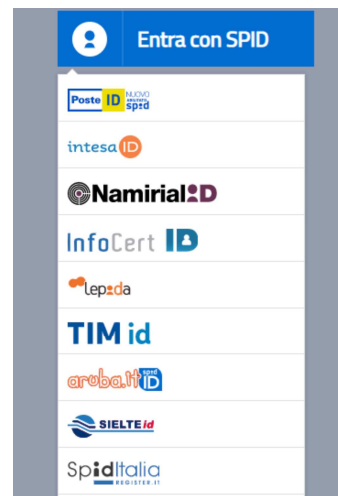 Entra con SPID
Poste ID NUOVO
spid
intesa ID
Namirial ID
InfoCert ID
Lepida
TIM id
aruba.it spid
ID
SIELTE id
SpidItalia
REGISTER.IT